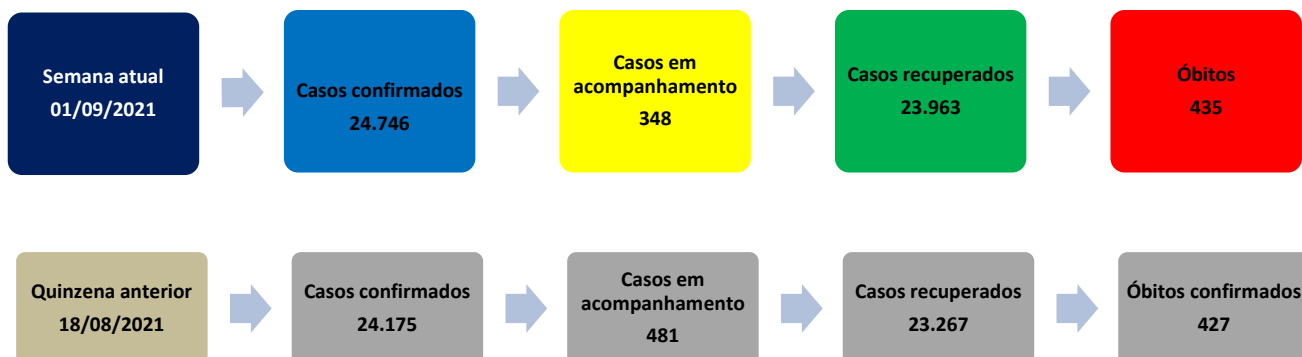 Semana atual
01/09/2021
Casos confirmados
24.746
Casos em
acompanhamento
348
Casos recuperados
23.963
Óbitos
435
Quinzena anterior
18/08/2021
Casos confirmados
24.175
Casos em
acompanhamento
481
Casos recuperados
23.267
Óbitos confirmados
427